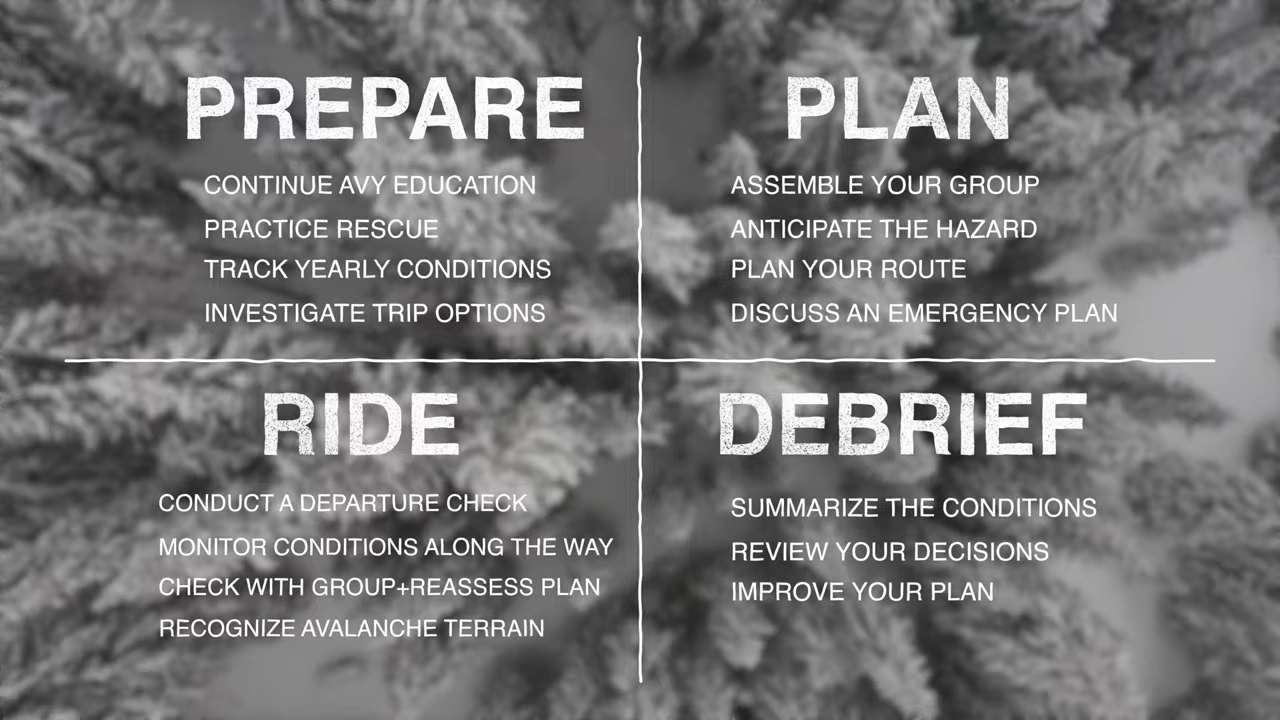 PREPARE
CONTINUE AVY EDUCATION
PRACTICE RESCUE
TRACK YEARLY CONDITIONS
INVESTIGATE TRIP OPTIONS
PLAN
ASSEMBLE YOUR GROUP
ANTICIPATE THE HAZARD
PLAN YOUR ROUTE
DISCUSS AN EMERGENCY PLAN
RIDE
CONDUCT A DEPARTURE CHECK
MONITOR CONDITIONS ALONG THE WAY
CHECK WITH GROUP+REASSESS PLAN
RECOGNIZE AVALANCHE TERRAIN
DEBRIEF
SUMMARIZE THE CONDITIONS
REVIEW YOUR DECISIONS
IMPROVE YOUR PLAN